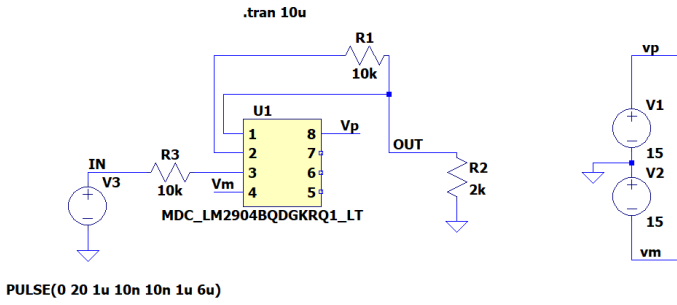 .tran 10u
R1
10k
U1
1 8 Vp
2 7
3 6
4 5
Vm
MDC_LM2904BQDGKRQ1_LT
IN
V3
R3
10k
OUT
R2
2k
vp
V1
15
V2
15
vm
PULSE(0 20 1u 10n 10n 1u 6u)